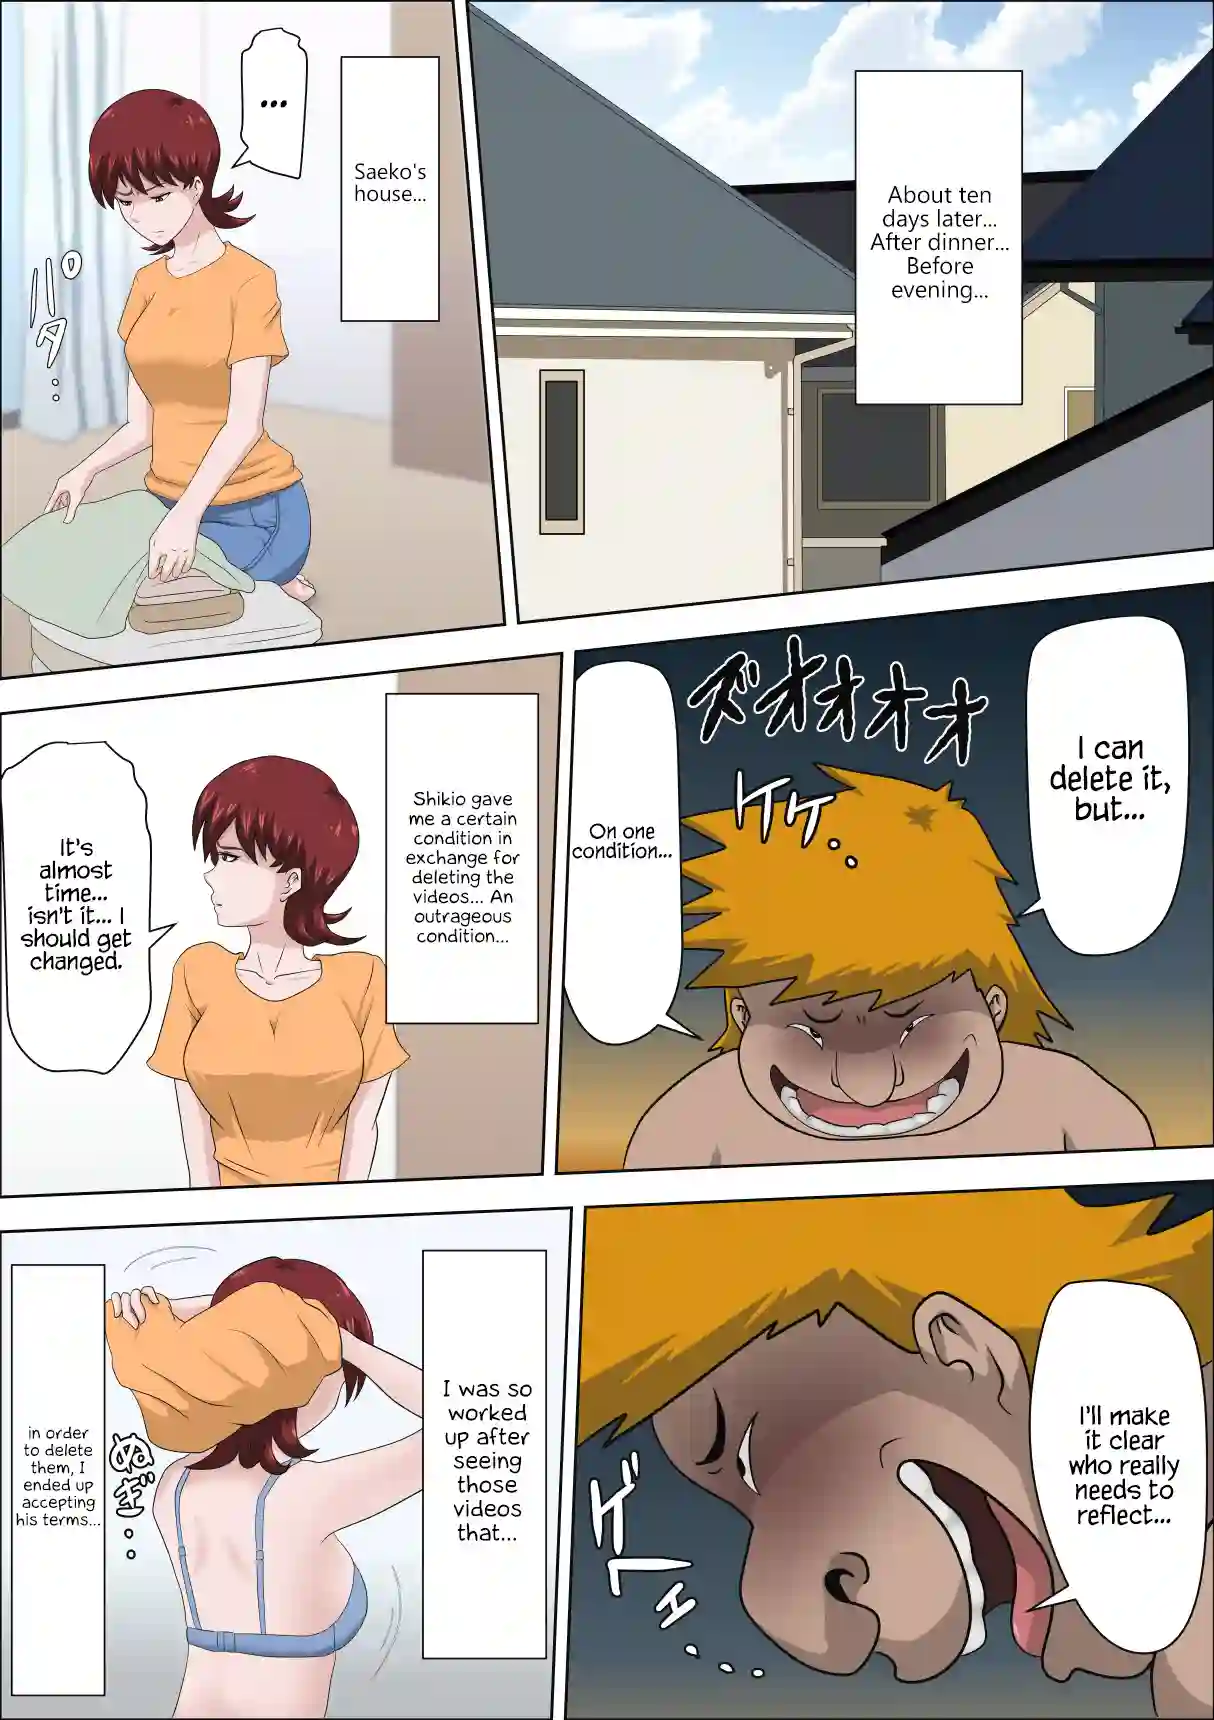 About ten
days later...
After dinner...
Before
evening...
Saeko's
house...
...
パタ..
I can
delete it,
but...
ズオオオオ
ケケ..
On one
condition...
Shikio gave
me a certain
condition in
exchange for
deleting the
videos... An
outrageous
condition...
It's
almost
time...
isn't it... I
should get
changed.
I'll make
it clear
who really
needs to
reflect...
ゲヘェ....
I was so
worked
up after
seeing
those
videos
that...
ぬぎ..
in order
to delete
them, I
ended up
accepting
his terms...